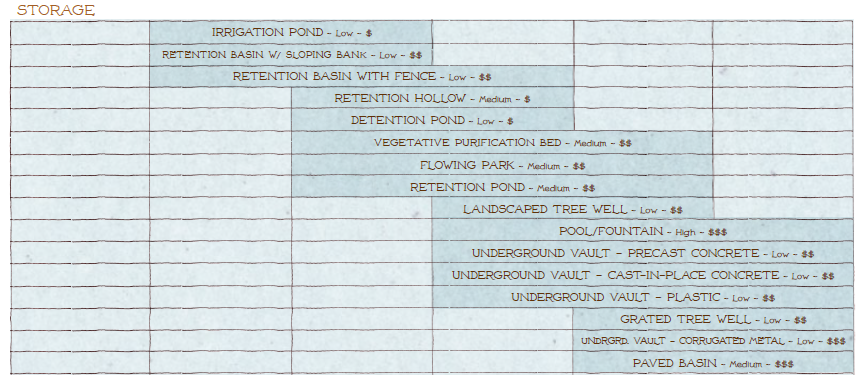 STORAGE
IRRIGATION POND - Low - $
RETENTION BASIN W/ SLOPING BANK - Low - $$
RETENTION BASIN WITH FENCE - Low - $$
RETENTION HOLLOW - Medium - $
DETENTION POND - Low - $
VEGETATIVE PURIFICATION BED - Medium - $$
FLOWING PARK - Medium - $$
RETENTION POND - Medium - $$
LANDSCAPED TREE WELL - Low - $$
POOL/FOUNTAIN - High - $$$
UNDERGROUND VAULT - PRECAST CONCRETE - Low - $$
UNDERGROUND VAULT - CAST-IN-PLACE CONCRETE - Low - $$
UNDERGROUND VAULT - PLASTIC - Low - $$
GRATED TREE WELL - Low - $$
UNDRGRD. VAULT - CORRUGATED METAL - Low - $$$
PAVED BASIN - Medium - $$$